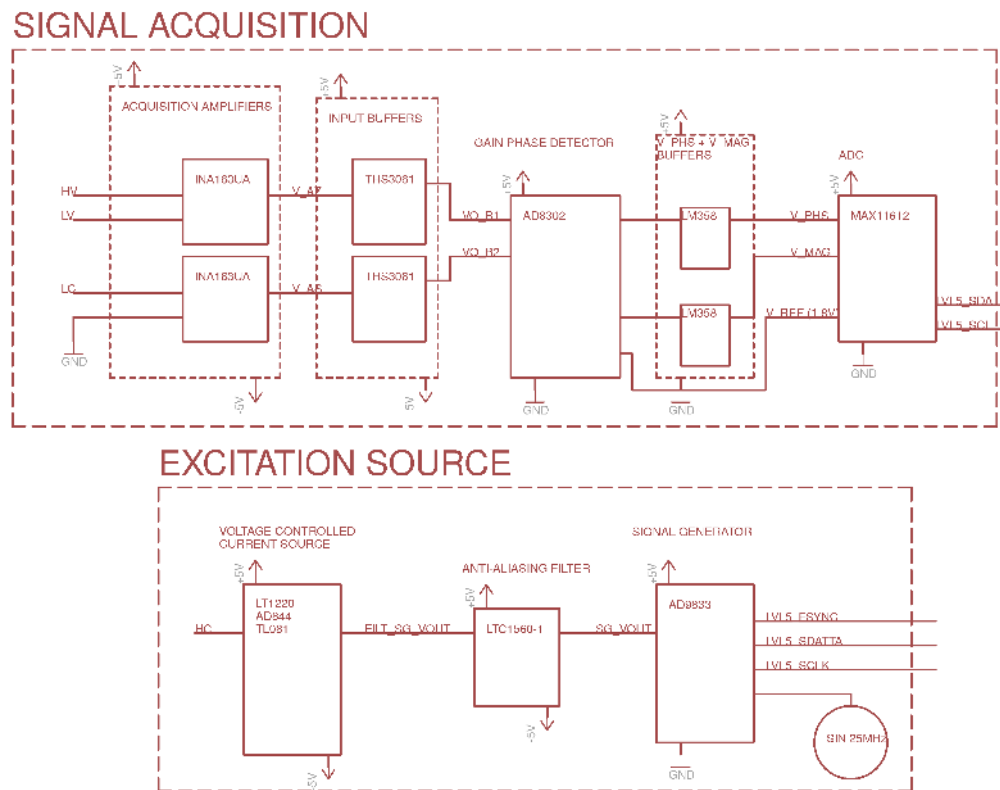 SIGNAL ACQUISITION
+5V
ACQUISITION AMPLIFIERS
+5V
INPUT BUFFERS
+5V
V_PHS + V_MAG
BUFFERS
GAIN PHASE DETECTOR
ADC
+5V
+5V
HV
INA163UA
V_AZ
THS3061
VO_B1
AD8302
LM358
V_PHS
MAX11612
LV
VO_B2
V_MAG
LC
INA163UA
THS3061
LM358
V_REF (1.8V)
LVL5_SDA
LVL5_SCL
GND
GND
-5V
5V
GND
GND
EXCITATION SOURCE
VOLTAGE CONTROLLED
CURRENT SOURCE
SIGNAL GENERATOR
ANTI-ALIASING FILTER
+5V
+5V
+5V
LT1220
AD844
TL081
HC
FILT_SG_VOUT
LTC1560-1
SG_VOUT
AD9833
LVL5_FSYNC
LVL5_SDATTA
LVL5_SCLK
-5V
SIN 25MHz
GND
-5V